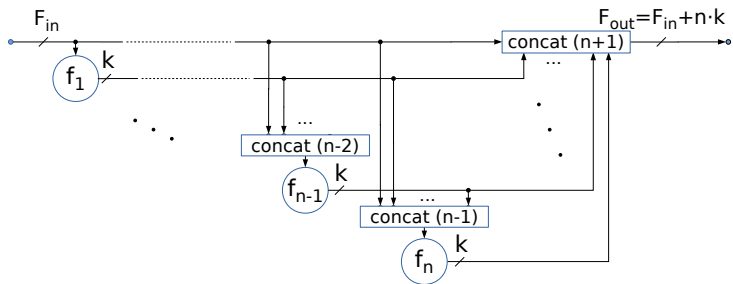 F_in
F_out=F_in+n·k
concat (n+1)
...
f_1
k
...
concat (n-2)
f_n-1
k
...
concat (n-1)
f_n
k